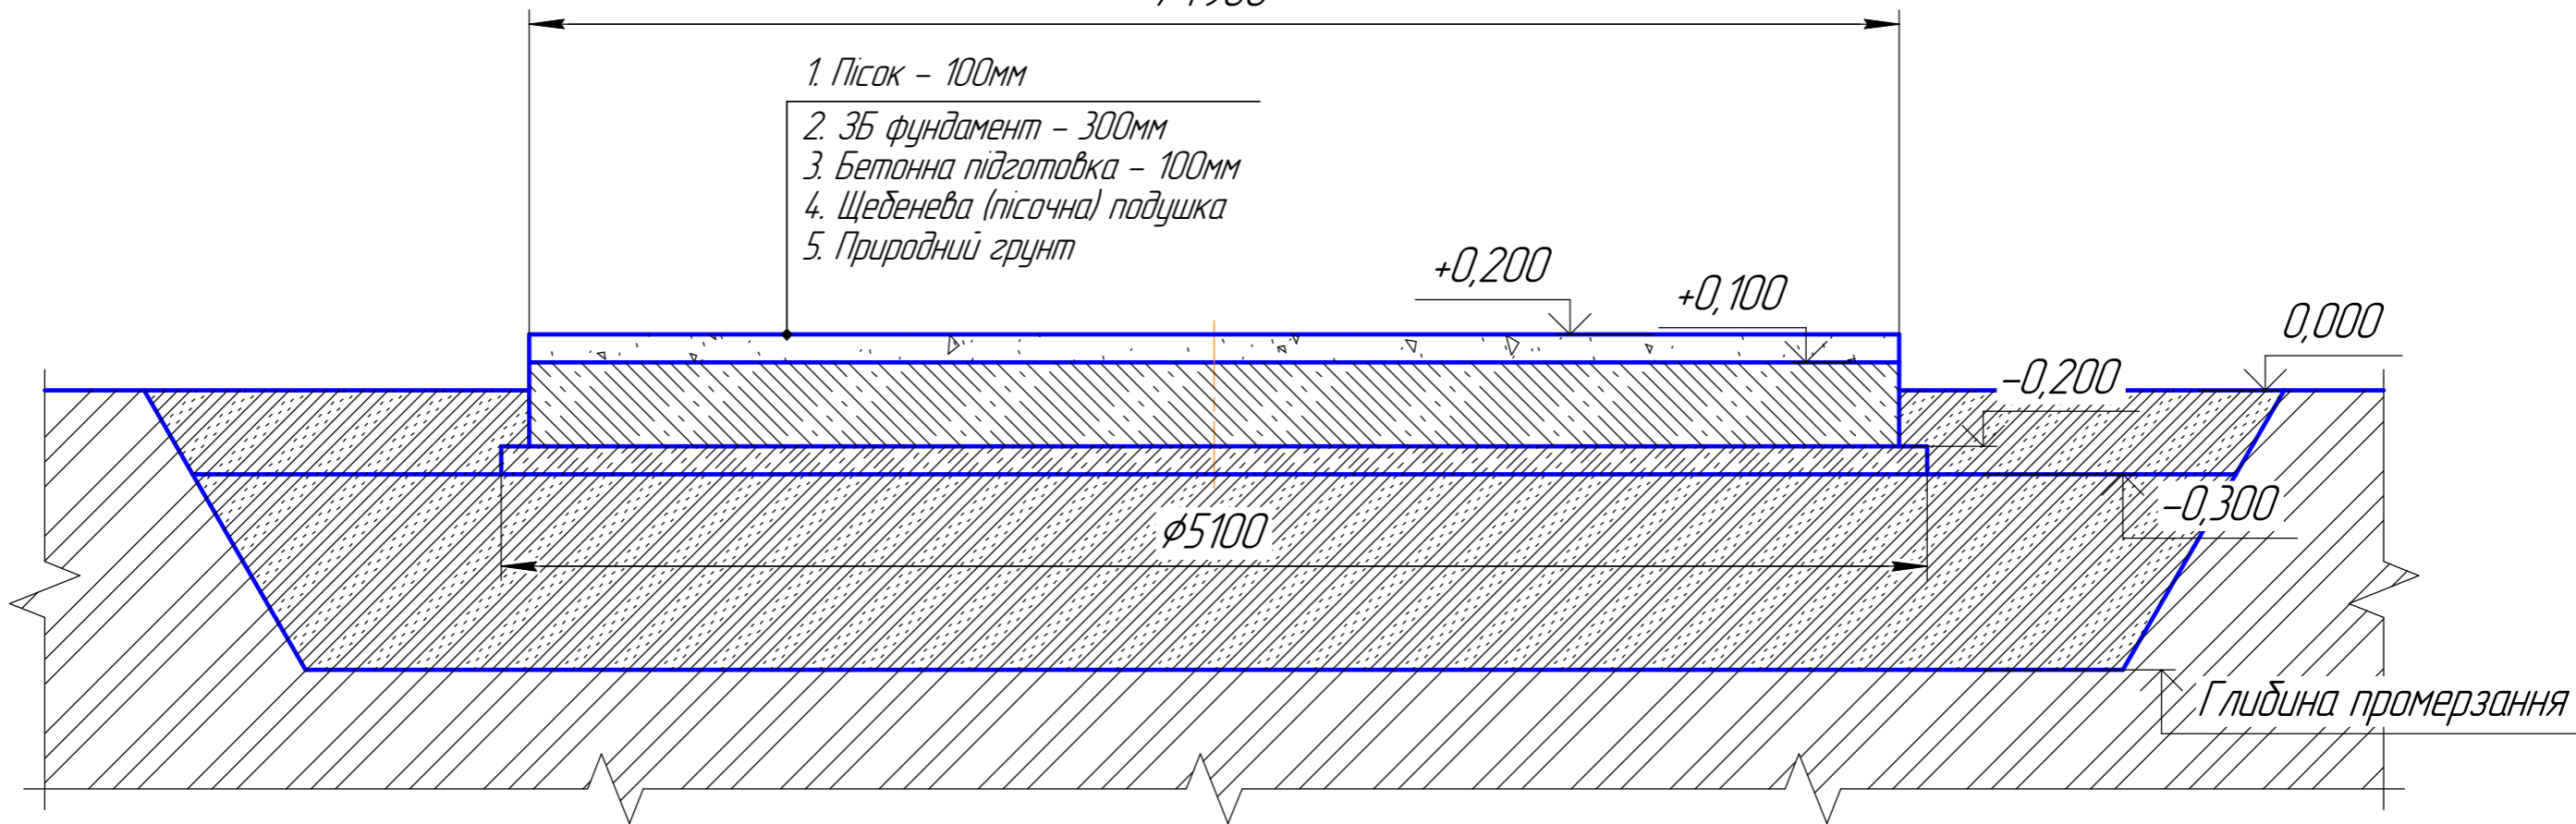 1. Пісок - 100мм
2. ЗБ фундамент - 300мм
3. Бетонна підготовка - 100мм
4. Щебенева (пісочна) подушка
5. Природний грунт
+0,200
+0,100
0,000
-0,200
-0,300
⌀5100
Глибина промерзання